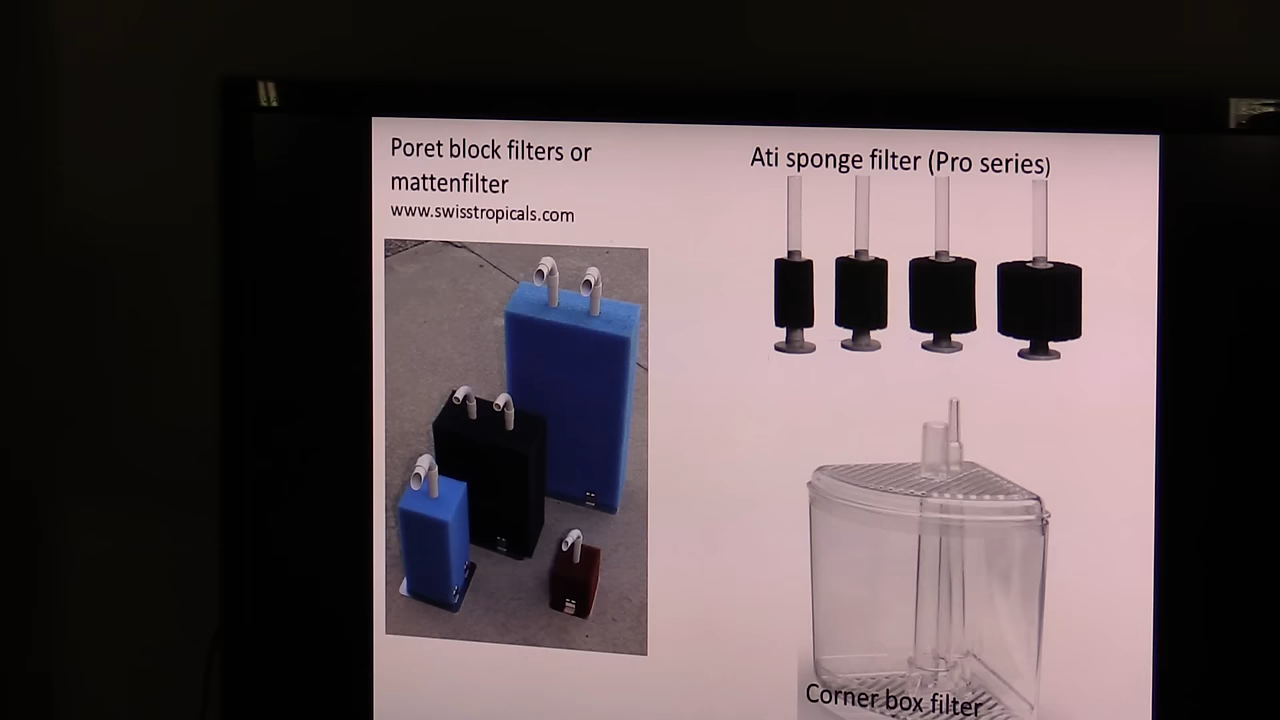 Poret block filters or
mattenfilter
www.swisstropicals.com
Ati sponge filter (Pro series)
Corner box filter